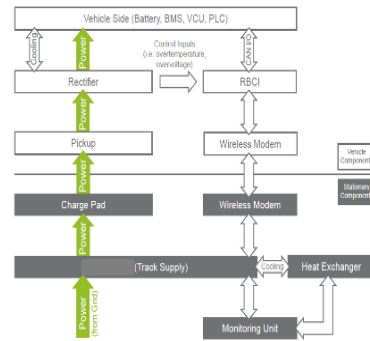 Vehicle Side (Battery, BMS, VCU, PLC)
Cooling
Power
Control Inputs
(i.e. overtemperature,
overvoltage)
CAN I/O
Rectifier
RBCI
Power
Pickup
Wireless Modem
Vehicle
Component
Power
Stationary
Component
Charge Pad
Wireless Modem
Power
(Track Supply)
Cooling
Heat Exchanger
Power
(from Grid)
Monitoring Unit